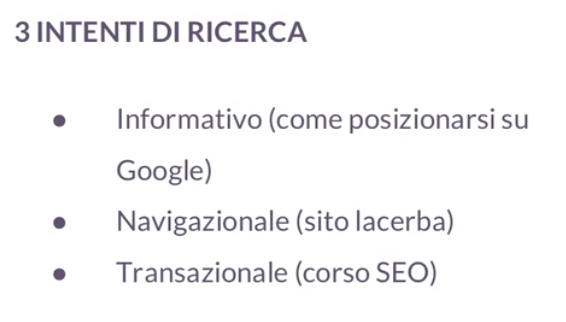 3 INTENTI DI RICERCA
● Informativo (come posizionarsi su
Google)
● Navigazionale (sito lacerba)
● Transazionale (corso SEO)